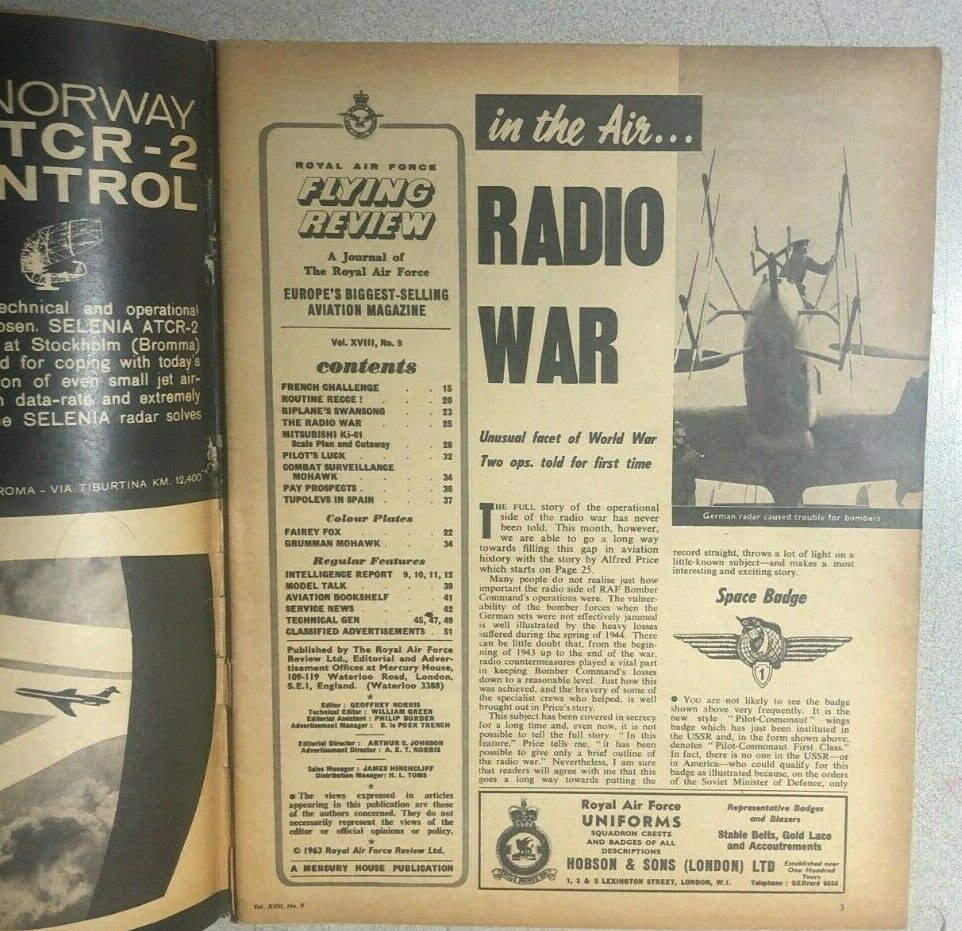 NORWAY
TCR-2
NTROL
echnical and operational
osen. SELENIA ATCR-2
at Stockholm (Bromma)
d for coping with today's
on of even small jet air-
data-rate and extremely
SELENIA radar solves
ROMA - VIA TIBURTINA KM. 12,400
ROYAL AIR FORCE
FLYING
REVIEW
A Journal of
The Royal Air Force
EUROPE'S BIGGEST-SELLING
AVIATION MAGAZINE
Vol. XVIII, No. 9
contents
FRENCH CHALLENGE . . 15
ROUTINE RECCE ! . . . 20
BIPLANE'S SWANSONG . . 23
THE RADIO WAR . . . 25
MITSUBISHI Ki-61
Scale Plan and Cutaway . 28
PILOT'S LUCK . . . . 32
COMBAT SURVEILLANCE
MOHAWK . . . . 34
PAY PROSPECTS . . . . 36
TUPOLEVS IN SPAIN . . 37
Colour Plates
FAIREY FOX . . . . 22
GRUMMAN MOHAWK . . . 34
Regular Features
INTELLIGENCE REPORT 9, 10, 11, 12
MODEL TALK . . . . 39
AVIATION BOOKSHELF . . 41
SERVICE NEWS . . . . 42
TECHNICAL GEN . . 45, 47, 49
CLASSIFIED ADVERTISEMENTS . 51
Published by The Royal Air Force
Review Ltd., Editorial and Adver-
tisement Offices at Mercury House,
109-119 Waterloo Road, London,
S.E.1, England. (Waterloo 3388)
Editor : GEOFFREY NORRIS
Technical Editor : WILLIAM GREEN
Editorial Assistant : PHILIP BURDEN
Advertisement Manager : B. le POER TRENCH
Editorial Director : ARTHUR S. JOHNSON
Advertisement Director : A. E. T. NORRIS
Sales Manager : JAMES HINCHCLIFF
Distribution Manager: H. L. TOMS
● The views expressed in articles
appearing in this publication are those
of the authors concerned. They do not
necessarily represent the views of the
editor or official opinions or policy.
© 1963 Royal Air Force Review Ltd.
A MERCURY HOUSE PUBLICATION
Vol. XVIII, No. 9
in the Air...
RADIO
WAR
Unusual facet of World War
Two ops. told for first time
German radar caused trouble for bombers
THE FULL story of the operational
side of the radio war has never
been told. This month, however,
we are able to go a long way
towards filling this gap in aviation
history with the story by Alfred Price
which starts on Page 25.
Many people do not realise just how
important the radio side of RAF Bomber
Command's operations were. The vulner-
ability of the bomber forces when the
German sets were not effectively jammed
is well illustrated by the heavy losses
suffered during the spring of 1944. There
can be little doubt that, from the begin-
ning of 1943 up to the end of the war,
radio countermeasures played a vital part
in keeping Bomber Command's losses
down to a reasonable level. Just how this
was achieved, and the bravery of some of
the specialist crews who helped, is well
brought out in Price's story.
This subject has been covered in secrecy
for a long time and, even now, it is not
possible to tell the full story. "In this
feature," Price tells me, "it has been
possible to give only a brief outline of
the radio war." Nevertheless, I am sure
that readers will agree with me that this
goes a long way towards putting the
record straight, throws a lot of light on a
little-known subject—and makes a most
interesting and exciting story.
Space Badge
1
● You are not likely to see the badge
shown above very frequently. It is the
new style "Pilot-Cosmonaut" wings
badge which has just been instituted in
the USSR and, in the form shown above,
denotes "Pilot-Cosmonaut First Class."
In fact, there is no one in the USSR—or
in America—who could qualify for this
badge as illustrated because, on the orders
of the Soviet Minister of Defence, only
Royal Air Force
UNIFORMS
SQUADRON CRESTS
AND BADGES OF ALL
DESCRIPTIONS
Representative Badges
and Blazers
Stable Belts, Gold Lace
and Accoutrements
HOBSON & SONS (LONDON) LTD
Established over
One Hundred
Years
1, 3 & 5 LEXINGTON STREET, LONDON, W.1.
Telephone : GERrard 6556
3